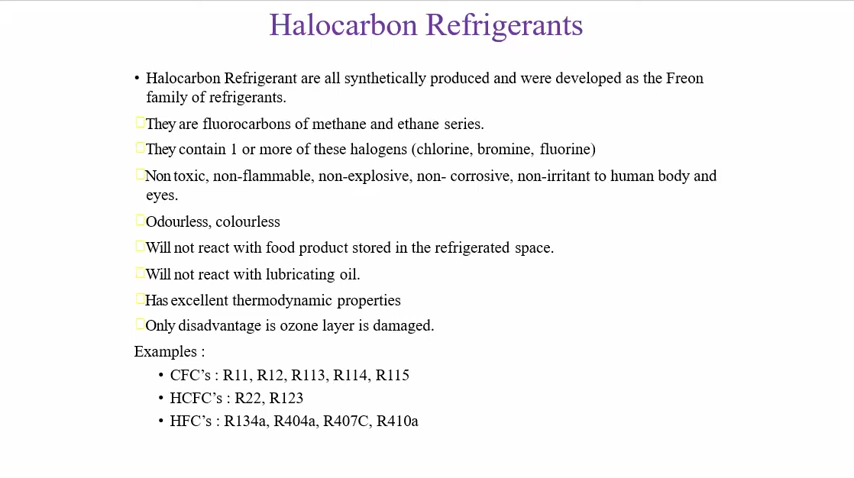 Halocarbon Refrigerants
• Halocarbon Refrigerant are all synthetically produced and were developed as the Freon
family of refrigerants.
They are fluorocarbons of methane and ethane series.
They contain 1 or more of these halogens (chlorine, bromine, fluorine)
Non toxic, non-flammable, non-explosive, non- corrosive, non-irritant to human body and
eyes.
Odourless, colourless
Will not react with food product stored in the refrigerated space.
Will not react with lubricating oil.
Has excellent thermodynamic properties
Only disadvantage is ozone layer is damaged.
Examples :
• CFC’s : R11, R12, R113, R114, R115
• HCFC’s : R22, R123
• HFC’s : R134a, R404a, R407C, R410a